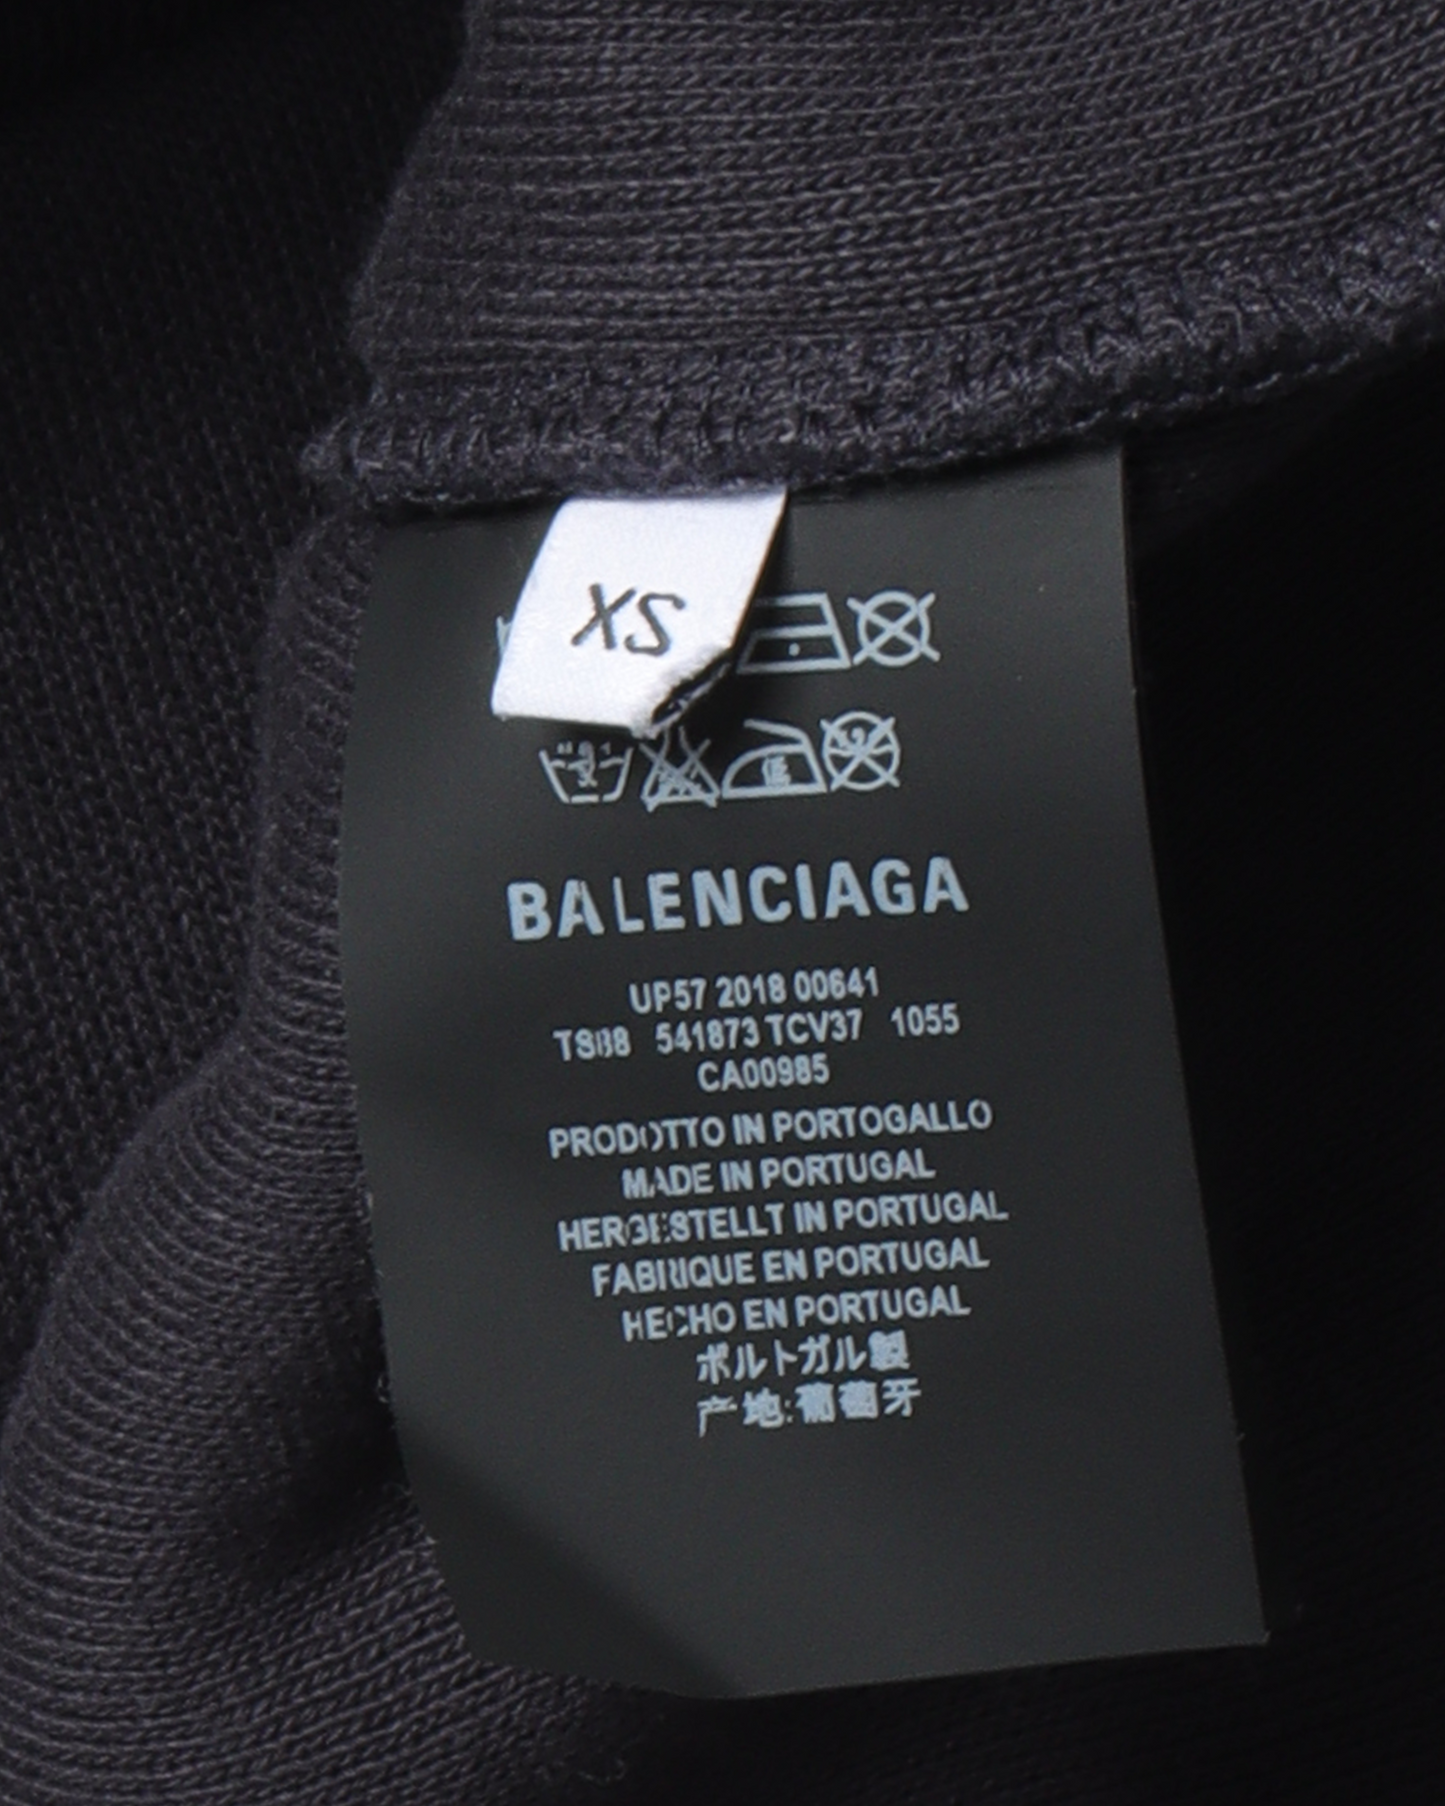 XS
BALENCIAGA
UP57 2018 00641
541873 TCV37 1055
CA00985
PRODOTTO IN PORTOGALLO
MADE IN PORTUGAL
HERGESTELLT IN PORTUGAL
FABRIQUE EN PORTUGAL
HECHO EN PORTUGAL
ポルトガル製
产地:葡萄牙